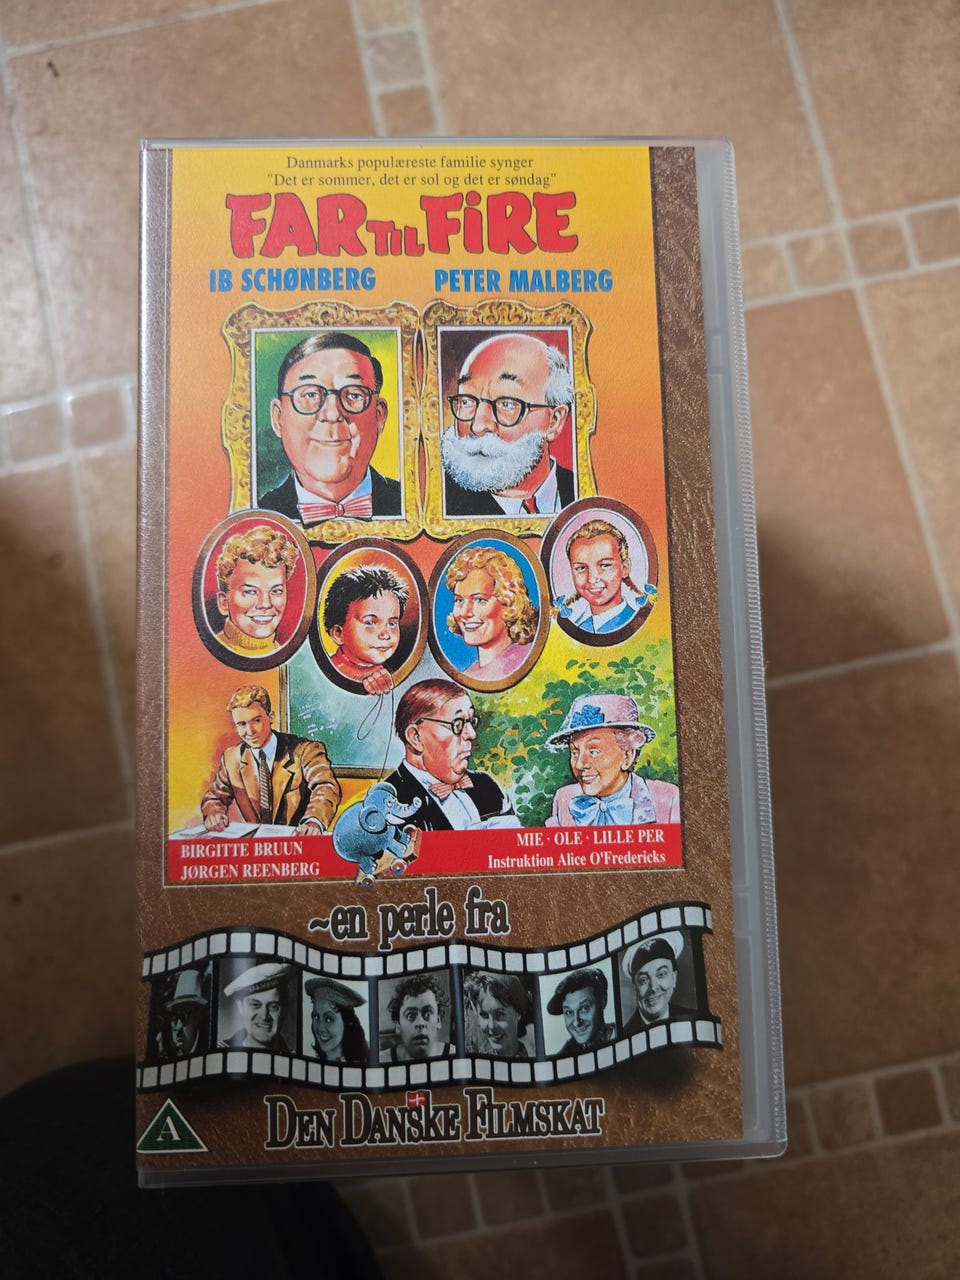 Danmarks populæreste familie synger
"Det er sommer, det er sol og det er søndag"
FAR TIL FiRE
IB SCHØNBERG
PETER MALBERG
BIRGITTE BRUUN
JØRGEN REENBERG
MIE · OLE · LILLE PER
Instruktion Alice O'Fredericks
~en perle fra
DEN DANSKE FILMSKAT
A